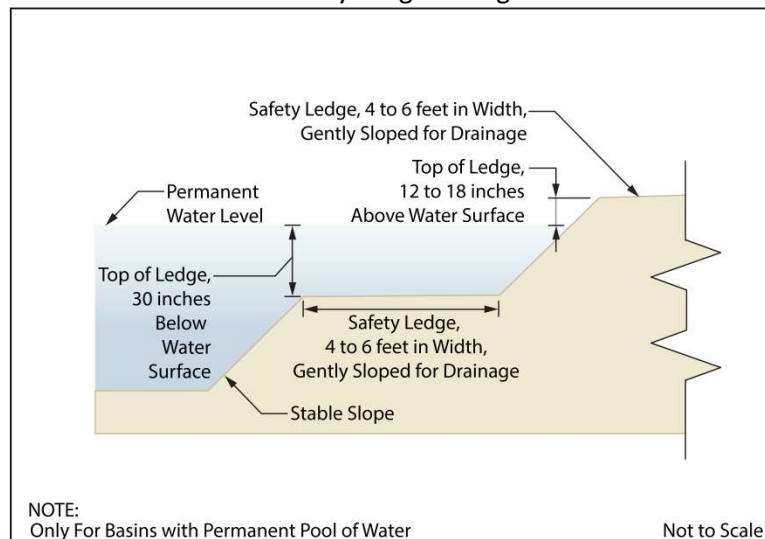 Safety Ledge, 4 to 6 feet in Width,
Gently Sloped for Drainage
Top of Ledge,
12 to 18 inches
Above Water Surface
Permanent
Water Level
Top of Ledge,
30 inches
Below
Water
Surface
Safety Ledge,
4 to 6 feet in Width,
Gently Sloped for Drainage
Stable Slope
NOTE:
Only For Basins with Permanent Pool of Water
Not to Scale